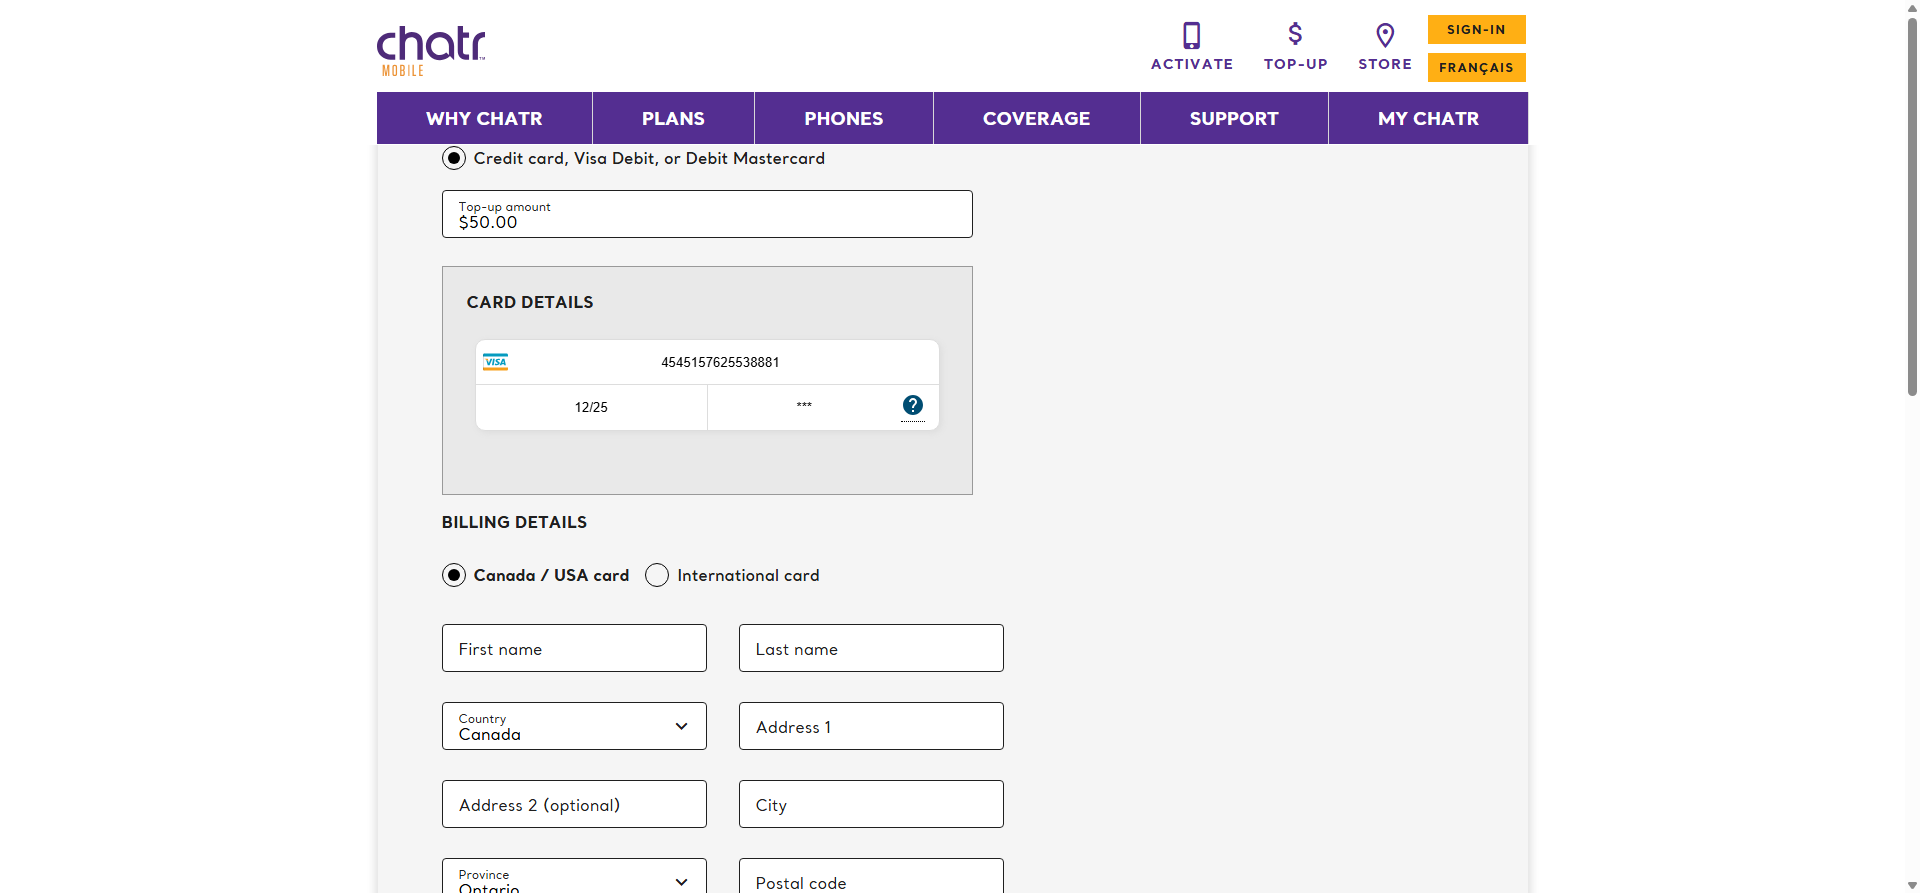 chatr
MOBILE
ACTIVATE
TOP-UP
STORE
SIGN-IN
FRANÇAIS
WHY CHATR
PLANS
PHONES
COVERAGE
SUPPORT
MY CHATR
Credit card, Visa Debit, or Debit Mastercard
Top-up amount
$50.00
CARD DETAILS
VISA
4545157625538881
12/25
***
?
BILLING DETAILS
Canada / USA card
International card
First name
Last name
Country
Canada
Address 1
Address 2 (optional)
City
Province
Ontario
Postal code